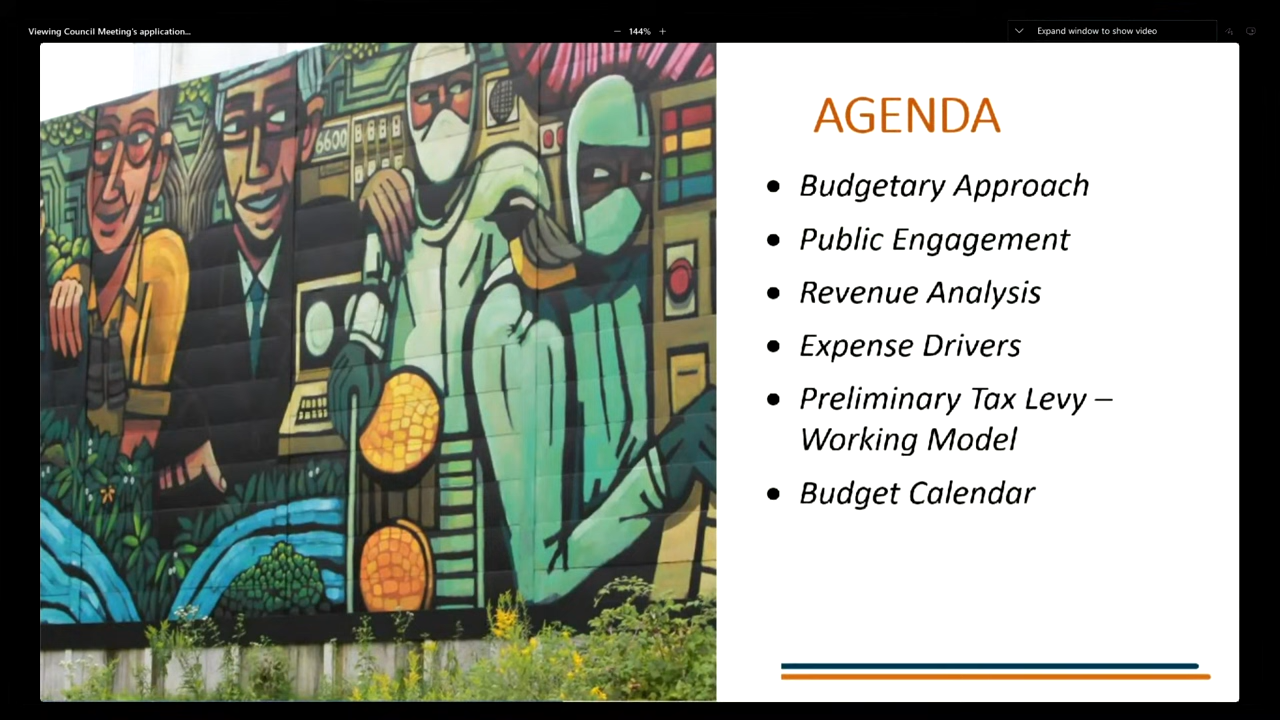 Viewing Council Meeting's application...
− 144% +
Expand window to show video
6600
AGENDA
• Budgetary Approach
• Public Engagement
• Revenue Analysis
• Expense Drivers
• Preliminary Tax Levy –
Working Model
• Budget Calendar